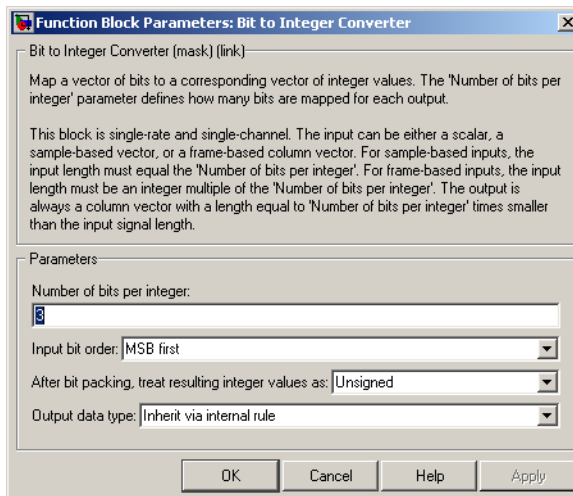 Function Block Parameters: Bit to Integer Converter
Bit to Integer Converter (mask) (link)
Map a vector of bits to a corresponding vector of integer values. The 'Number of bits per
integer' parameter defines how many bits are mapped for each output.
This block is single-rate and single-channel. The input can be either a scalar, a
sample-based vector, or a frame-based column vector. For sample-based inputs, the
input length must equal the 'Number of bits per integer'. For frame-based inputs, the input
length must be an integer multiple of the 'Number of bits per integer'. The output is
always a column vector with a length equal to 'Number of bits per integer' times smaller
than the input signal length.
Parameters
Number of bits per integer:
3
Input bit order: MSB first
After bit packing, treat resulting integer values as: Unsigned
Output data type: Inherit via internal rule
OK Cancel Help Apply